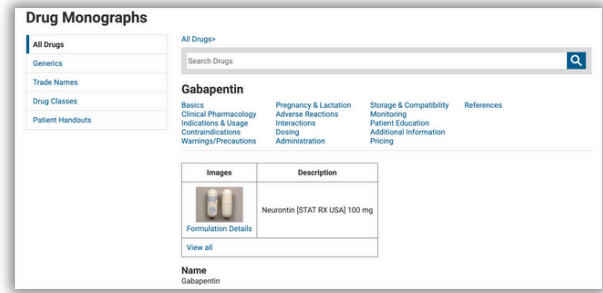 Drug Monographs
All Drugs
Generics
Trade Names
Drug Classes
Patient Handouts
All Drugs>
Search Drugs
Gabapentin
Basics
Clinical Pharmacology
Indications & Usage
Contraindications
Warnings/Precautions
Pregnancy & Lactation
Adverse Reactions
Interactions
Dosing
Administration
Storage & Compatibility
Monitoring
Patient Education
Additional Information
Pricing
References
Images Description
Neurontin [STAT RX USA] 100 mg
Formulation Details
View all
Name
Gabapentin